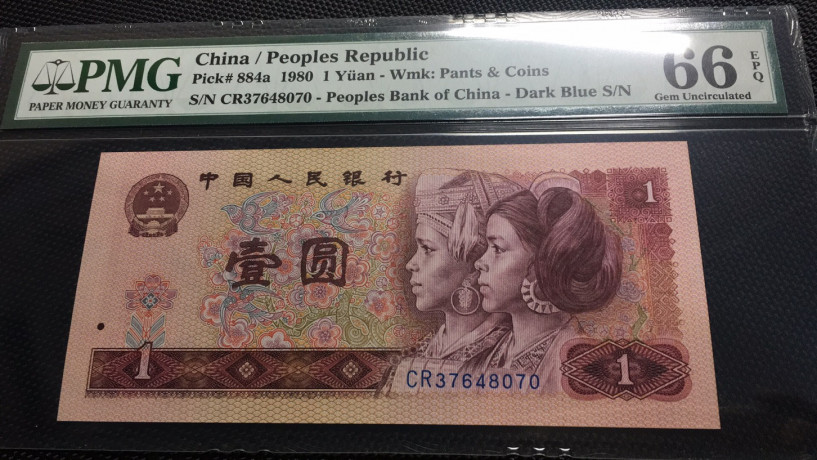 PMG
PAPER MONEY GUARANTY
China / Peoples Republic
Pick# 884a 1980 1 Yüan - Wmk: Pants & Coins
S/N CR37648070 - Peoples Bank of China - Dark Blue S/N
66
EPQ
Gem Uncirculated
中国人民银行
1
壹圆
1
CR37648070
1